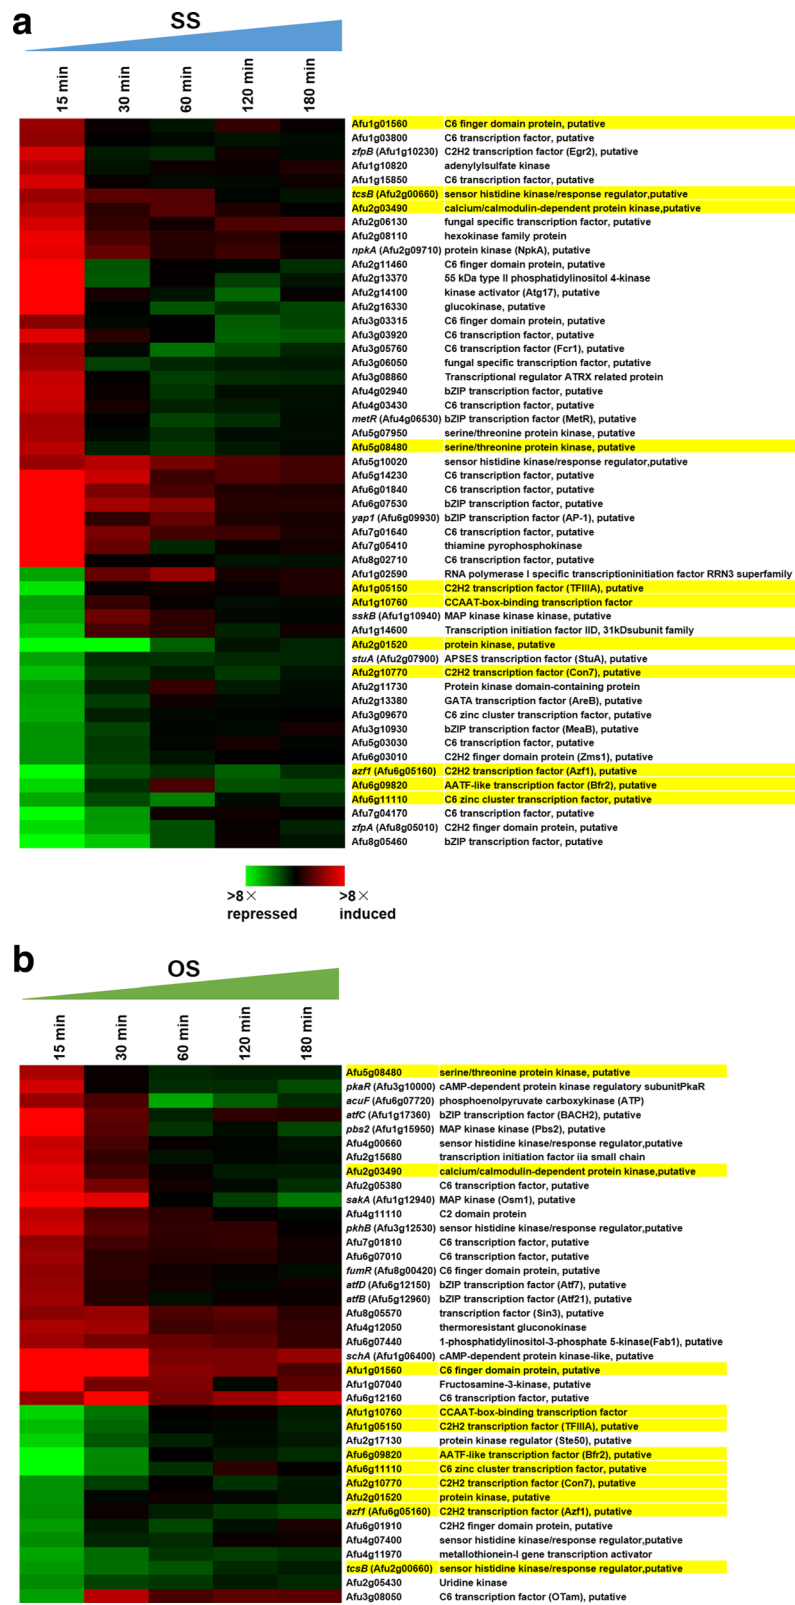 a
SS
15 min 30 min 60 min 120 min 180 min
Afu1g01560 C6 finger domain protein, putative
Afu1g03800 C6 transcription factor, putative
zfpB (Afu1g10230) C2H2 transcription factor (Egr2), putative
Afu1g10820 adenylylsulfate kinase
Afu1g15850 C6 transcription factor, putative
tcsB (Afu2g00660) sensor histidine kinase/response regulator,putative
Afu2g03490 calcium/calmodulin-dependent protein kinase,putative
Afu2g06130 fungal specific transcription factor, putative
Afu2g08110 hexokinase family protein
npkA (Afu2g09710) protein kinase (NpkA), putative
Afu2g11460 C6 finger domain protein, putative
Afu2g13370 55 kDa type II phosphatidylinositol 4-kinase
Afu2g14100 kinase activator (Atg17), putative
Afu2g16330 glucokinase, putative
Afu3g03315 C6 finger domain protein, putative
Afu3g03920 C6 transcription factor, putative
Afu3g05760 C6 transcription factor (Fcr1), putative
Afu3g06050 fungal specific transcription factor, putative
Afu3g08860 Transcriptional regulator ATRX related protein
Afu4g02940 bZIP transcription factor, putative
Afu4g03430 C6 transcription factor, putative
metR (Afu4g06530) bZIP transcription factor (MetR), putative
Afu5g07950 serine/threonine protein kinase, putative
Afu5g08480 serine/threonine protein kinase, putative
Afu5g10020 sensor histidine kinase/response regulator,putative
Afu5g14230 C6 transcription factor, putative
Afu6g01840 C6 transcription factor, putative
Afu6g07530 bZIP transcription factor, putative
yap1 (Afu6g09930) bZIP transcription factor (AP-1), putative
Afu7g01640 C6 transcription factor, putative
Afu7g05410 thiamine pyrophosphokinase
Afu8g02710 C6 transcription factor, putative
Afu1g02590 RNA polymerase I specific transcriptioninitiation factor RRN3 superfamily
Afu1g05150 C2H2 transcription factor (TFIIIA), putative
Afu1g10760 CCAAT-box-binding transcription factor
sskB (Afu1g10940) MAP kinase kinase kinase, putative
Afu1g14600 Transcription initiation factor IID, 31kDsubunit family
Afu2g01520 protein kinase, putative
stuA (Afu2g07900) APSES transcription factor (StuA), putative
Afu2g10770 C2H2 transcription factor (Con7), putative
Afu2g11730 Protein kinase domain-containing protein
Afu2g13380 GATA transcription factor (AreB), putative
Afu3g09670 C6 zinc cluster transcription factor, putative
Afu3g10930 bZIP transcription factor (MeaB), putative
Afu5g03030 C6 transcription factor, putative
Afu6g03010 C2H2 finger domain protein (Zms1), putative
azf1 (Afu6g05160) C2H2 transcription factor (Azf1), putative
Afu6g09820 AATF-like transcription factor (Bfr2), putative
Afu6g11110 C6 zinc cluster transcription factor, putative
Afu7g04170 C6 transcription factor, putative
zfpA (Afu8g05010) C2H2 finger domain protein, putative
Afu8g05460 bZIP transcription factor, putative
>8× >8×
repressed induced
b
OS
15 min 30 min 60 min 120 min 180 min
Afu5g08480 serine/threonine protein kinase, putative
pkaR (Afu3g10000) cAMP-dependent protein kinase regulatory subunitPkaR
acuF (Afu6g07720) phosphoenolpyruvate carboxykinase (ATP)
atfC (Afu1g17360) bZIP transcription factor (BACH2), putative
pbs2 (Afu1g15950) MAP kinase kinase (Pbs2), putative
Afu4g00660 sensor histidine kinase/response regulator,putative
Afu2g15680 transcription initiation factor iia small chain
Afu2g03490 calcium/calmodulin-dependent protein kinase,putative
Afu2g05380 C6 transcription factor, putative
sakA (Afu1g12940) MAP kinase (Osm1), putative
Afu4g11110 C2 domain protein
pkhB (Afu3g12530) sensor histidine kinase/response regulator,putative
Afu7g01810 C6 transcription factor, putative
Afu6g07010 C6 transcription factor, putative
fumR (Afu8g00420) C6 finger domain protein, putative
atfD (Afu6g12150) bZIP transcription factor (Atf7), putative
atfB (Afu5g12960) bZIP transcription factor (Atf21), putative
Afu8g05570 transcription factor (Sin3), putative
Afu4g12050 thermoresistant gluconokinase
Afu6g07440 1-phosphatidylinositol-3-phosphate 5-kinase(Fab1), putative
schA (Afu1g06400) cAMP-dependent protein kinase-like, putative
Afu1g01560 C6 finger domain protein, putative
Afu1g07040 Fructosamine-3-kinase, putative
Afu6g12160 C6 transcription factor, putative
Afu1g10760 CCAAT-box-binding transcription factor
Afu1g05150 C2H2 transcription factor (TFIIIA), putative
Afu2g17130 protein kinase regulator (Ste50), putative
Afu6g09820 AATF-like transcription factor (Bfr2), putative
Afu6g11110 C6 zinc cluster transcription factor, putative
Afu2g10770 C2H2 transcription factor (Con7), putative
Afu2g01520 protein kinase, putative
azf1 (Afu6g05160) C2H2 transcription factor (Azf1), putative
Afu6g01910 C2H2 finger domain protein, putative
Afu4g07400 sensor histidine kinase/response regulator,putative
Afu4g11970 metallothionein-I gene transcription activator
tcsB (Afu2g00660) sensor histidine kinase/response regulator,putative
Afu2g05430 Uridine kinase
Afu3g08050 C6 transcription factor (OTam), putative